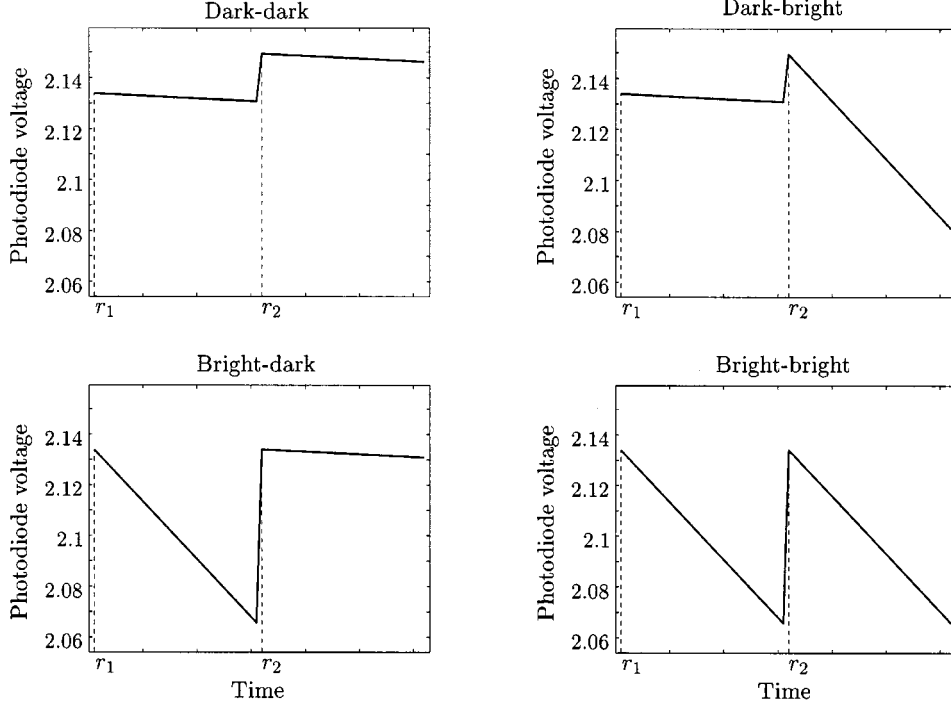 Dark-dark
Photodiode voltage
2.14
2.12
2.1
2.08
2.06
r1
r2
Dark-bright
Photodiode voltage
2.14
2.12
2.1
2.08
2.06
r1
r2
Bright-dark
Photodiode voltage
2.14
2.12
2.1
2.08
2.06
r1
r2
Time
Bright-bright
Photodiode voltage
2.14
2.12
2.1
2.08
2.06
r1
r2
Time